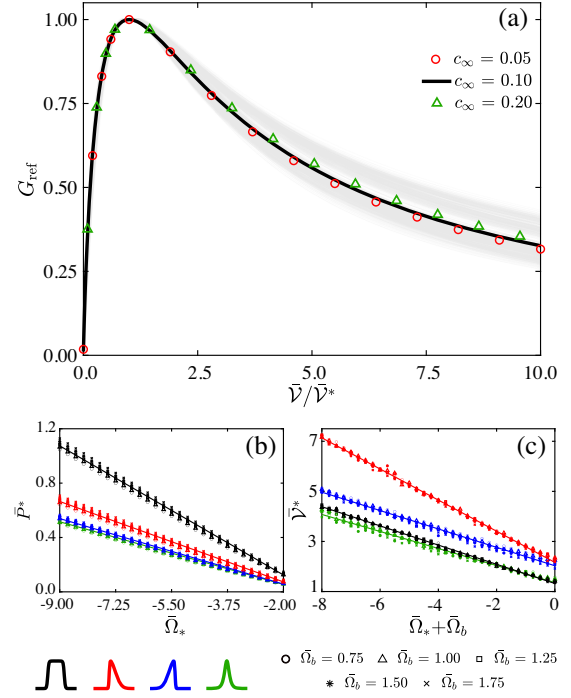 (a)
1.00
0.75
0.50
0.25
0.00
G_ref
c_∞ = 0.05
c_∞ = 0.10
c_∞ = 0.20
0.0 2.5 5.0 7.5 10.0
𝒱̄/𝒱̄*
(b)
1.2
0.8
0.4
0.0
P̄*
-9.00 -7.25 -5.50 -3.75 -2.00
Ω̄_*
(c)
7
5
3
1
𝒱̄*
-8 -6 -4 -2 0
Ω̄_*+Ω̄_b
Ω̄_b = 0.75 Ω̄_b = 1.00 Ω̄_b = 1.25
Ω̄_b = 1.50 Ω̄_b = 1.75